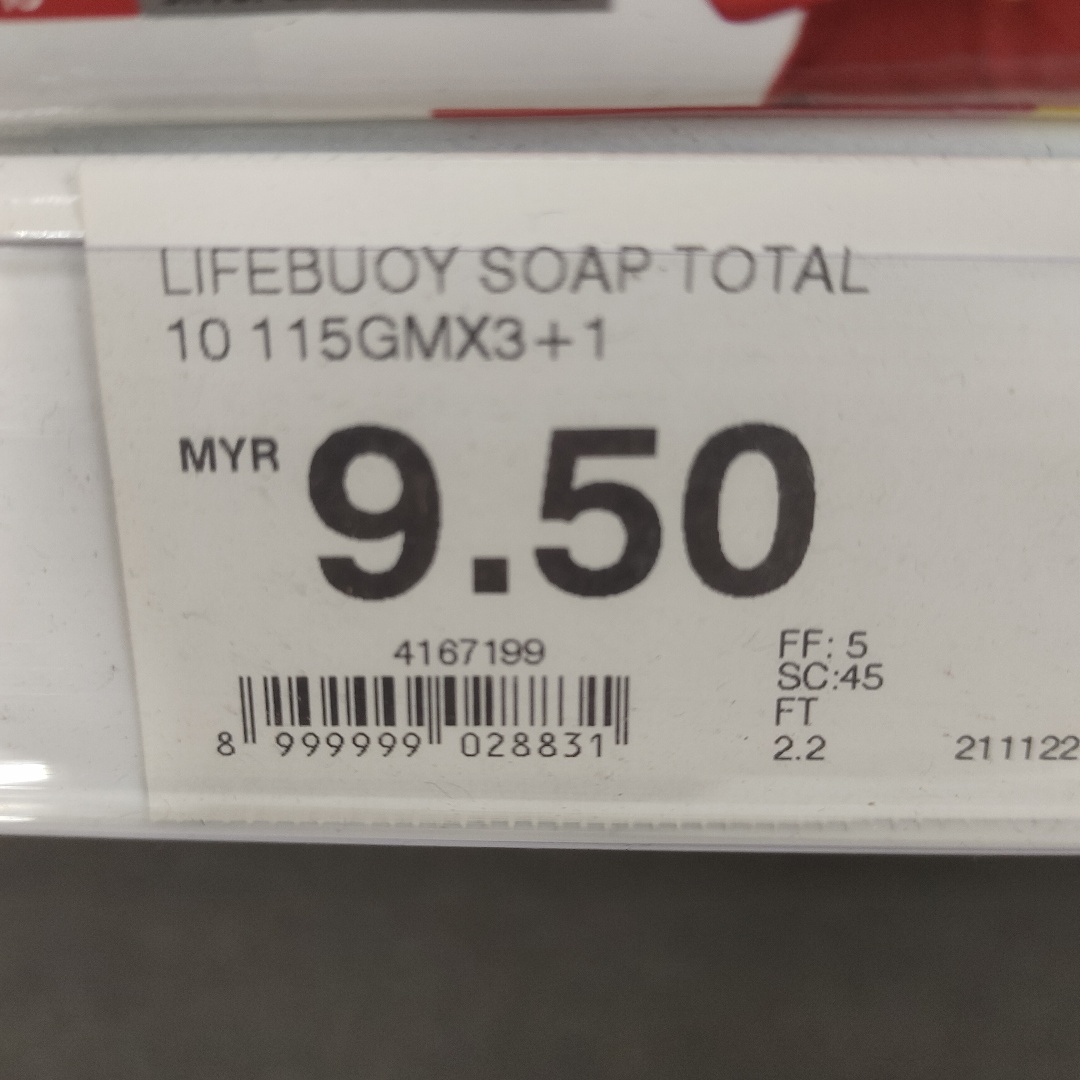 LIFEBUOY SOAP TOTAL
10 115GMX3+1
MYR 9.50
4167199
8 999999 028831
FF: 5
SC:45
FT
2.2 211122